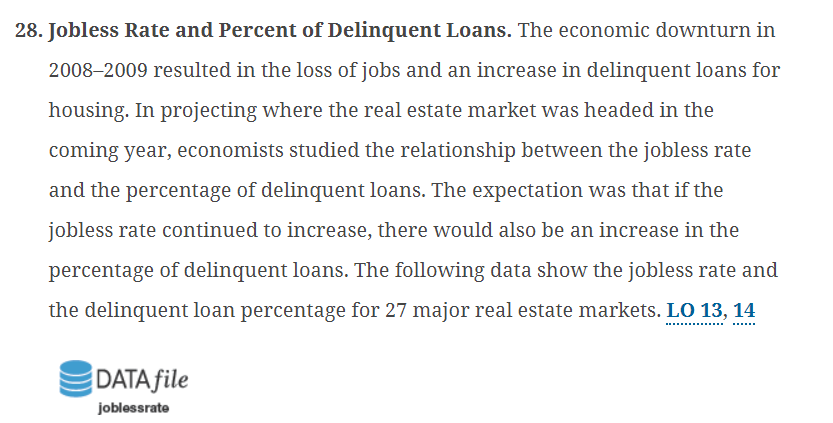 28. Jobless Rate and Percent of Delinquent Loans. The economic downturn in
2008–2009 resulted in the loss of jobs and an increase in delinquent loans for
housing. In projecting where the real estate market was headed in the
coming year, economists studied the relationship between the jobless rate
and the percentage of delinquent loans. The expectation was that if the
jobless rate continued to increase, there would also be an increase in the
percentage of delinquent loans. The following data show the jobless rate and
the delinquent loan percentage for 27 major real estate markets. LO 13, 14
DATAfile
joblessrate